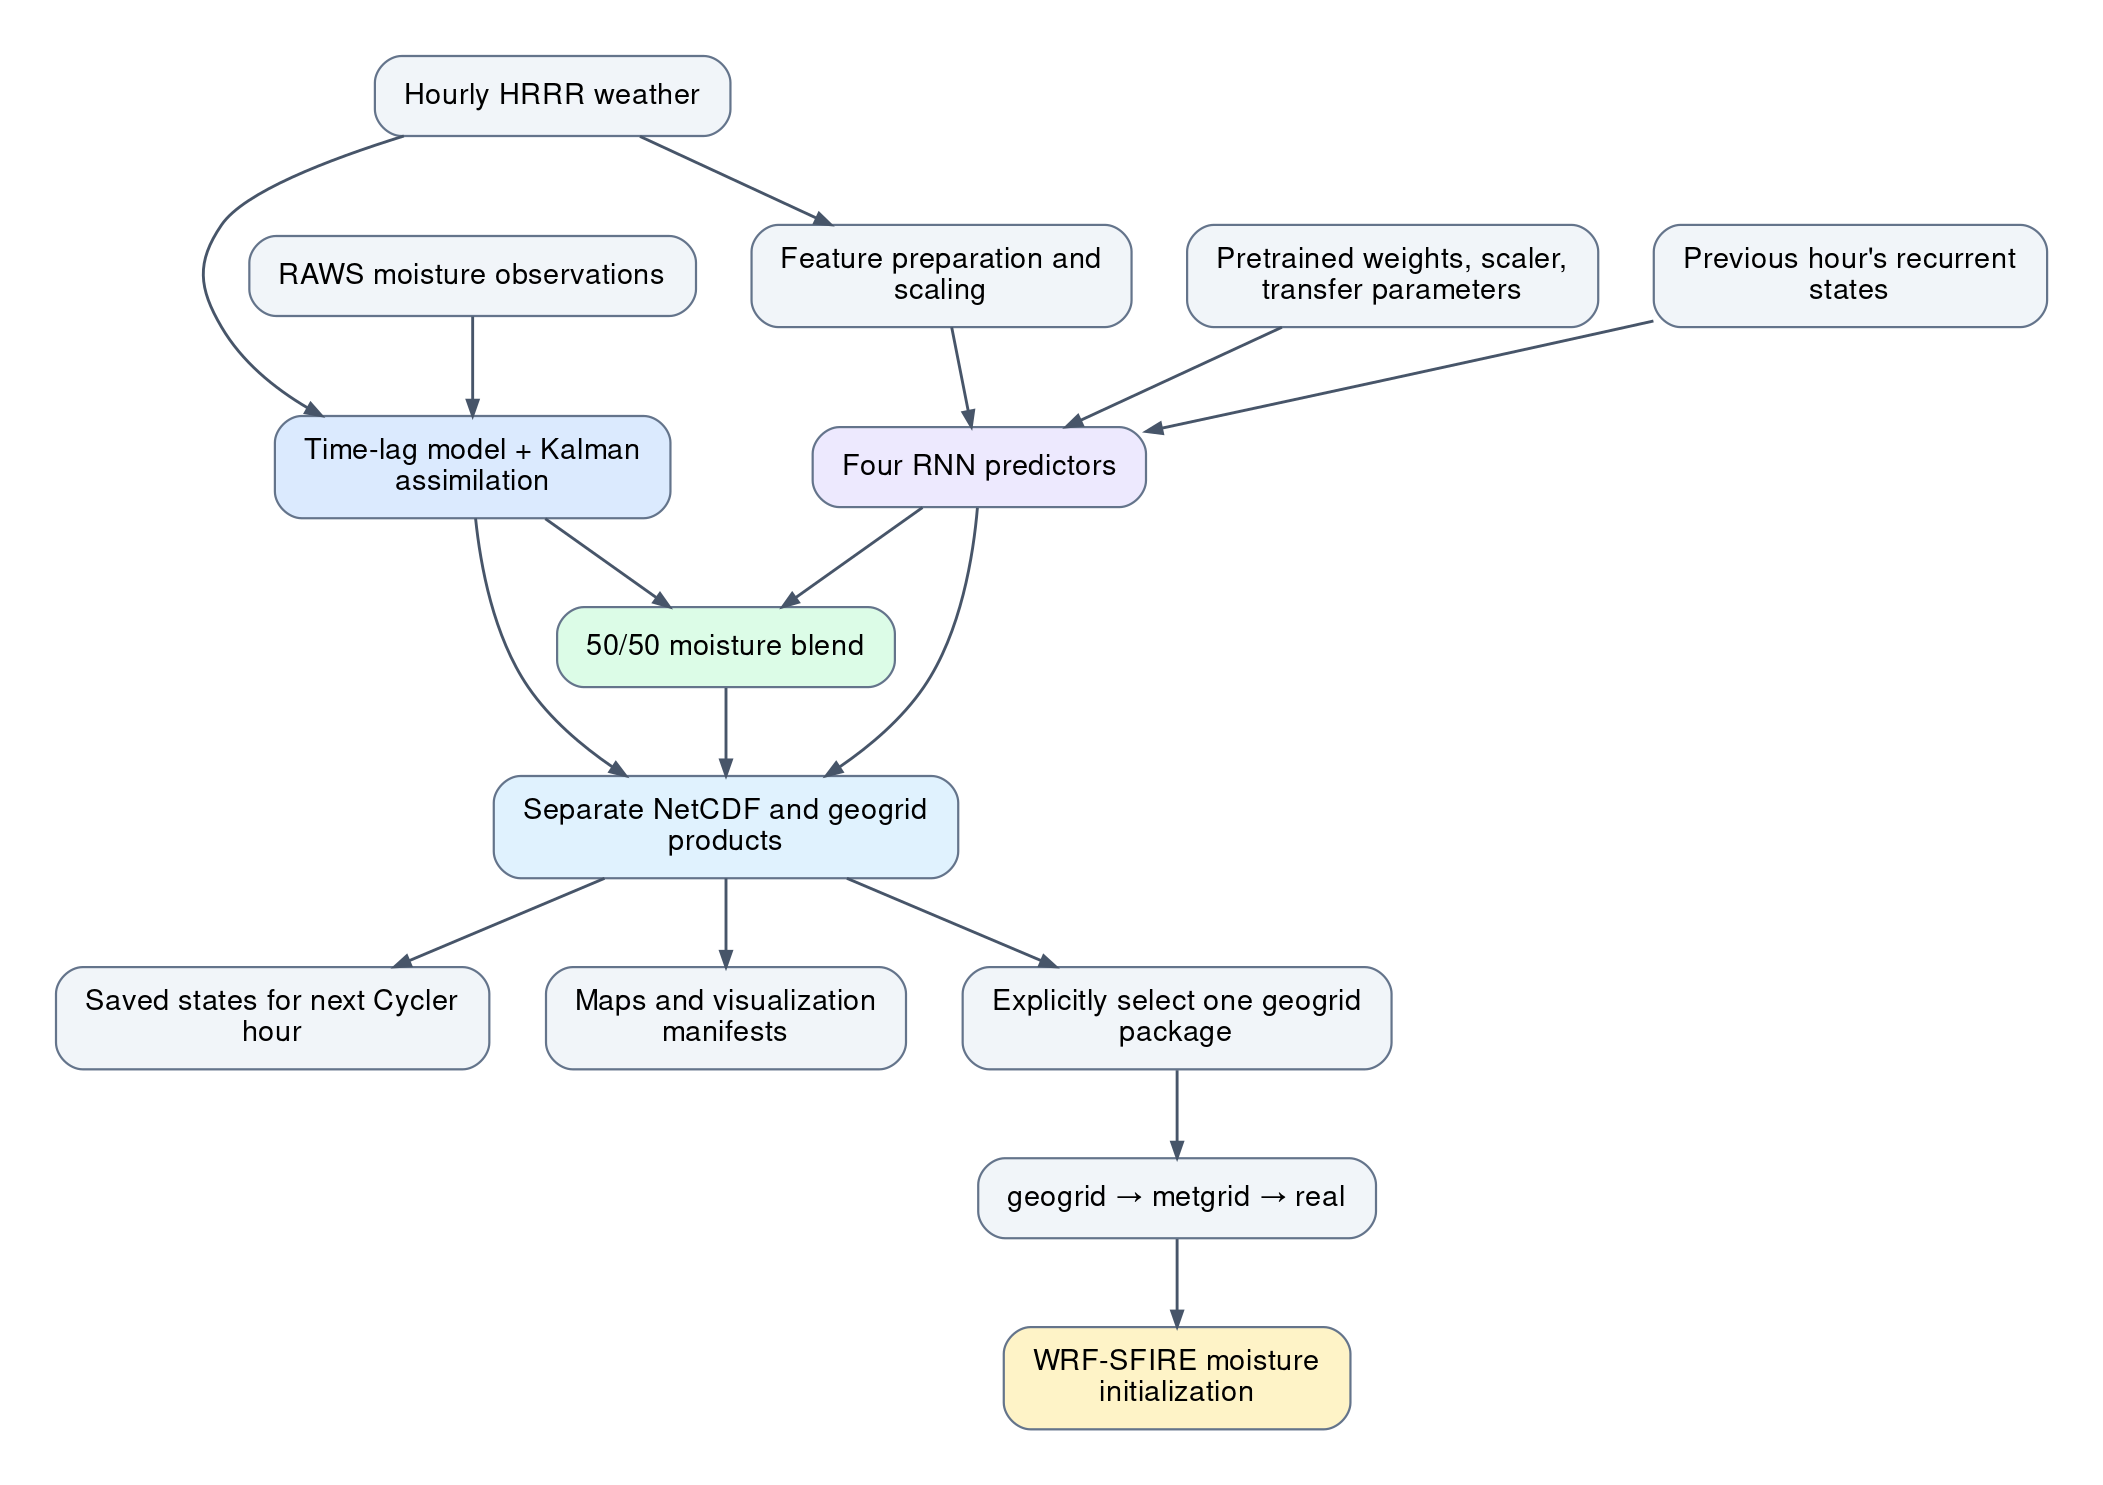 Hourly HRRR weather
RAWS moisture observations
Feature preparation and
scaling
Pretrained weights, scaler,
transfer parameters
Previous hour's recurrent
states
Time-lag model + Kalman
assimilation
Four RNN predictors
50/50 moisture blend
Separate NetCDF and geogrid
products
Saved states for next Cycler
hour
Maps and visualization
manifests
Explicitly select one geogrid
package
geogrid → metgrid → real
WRF-SFIRE moisture
initialization